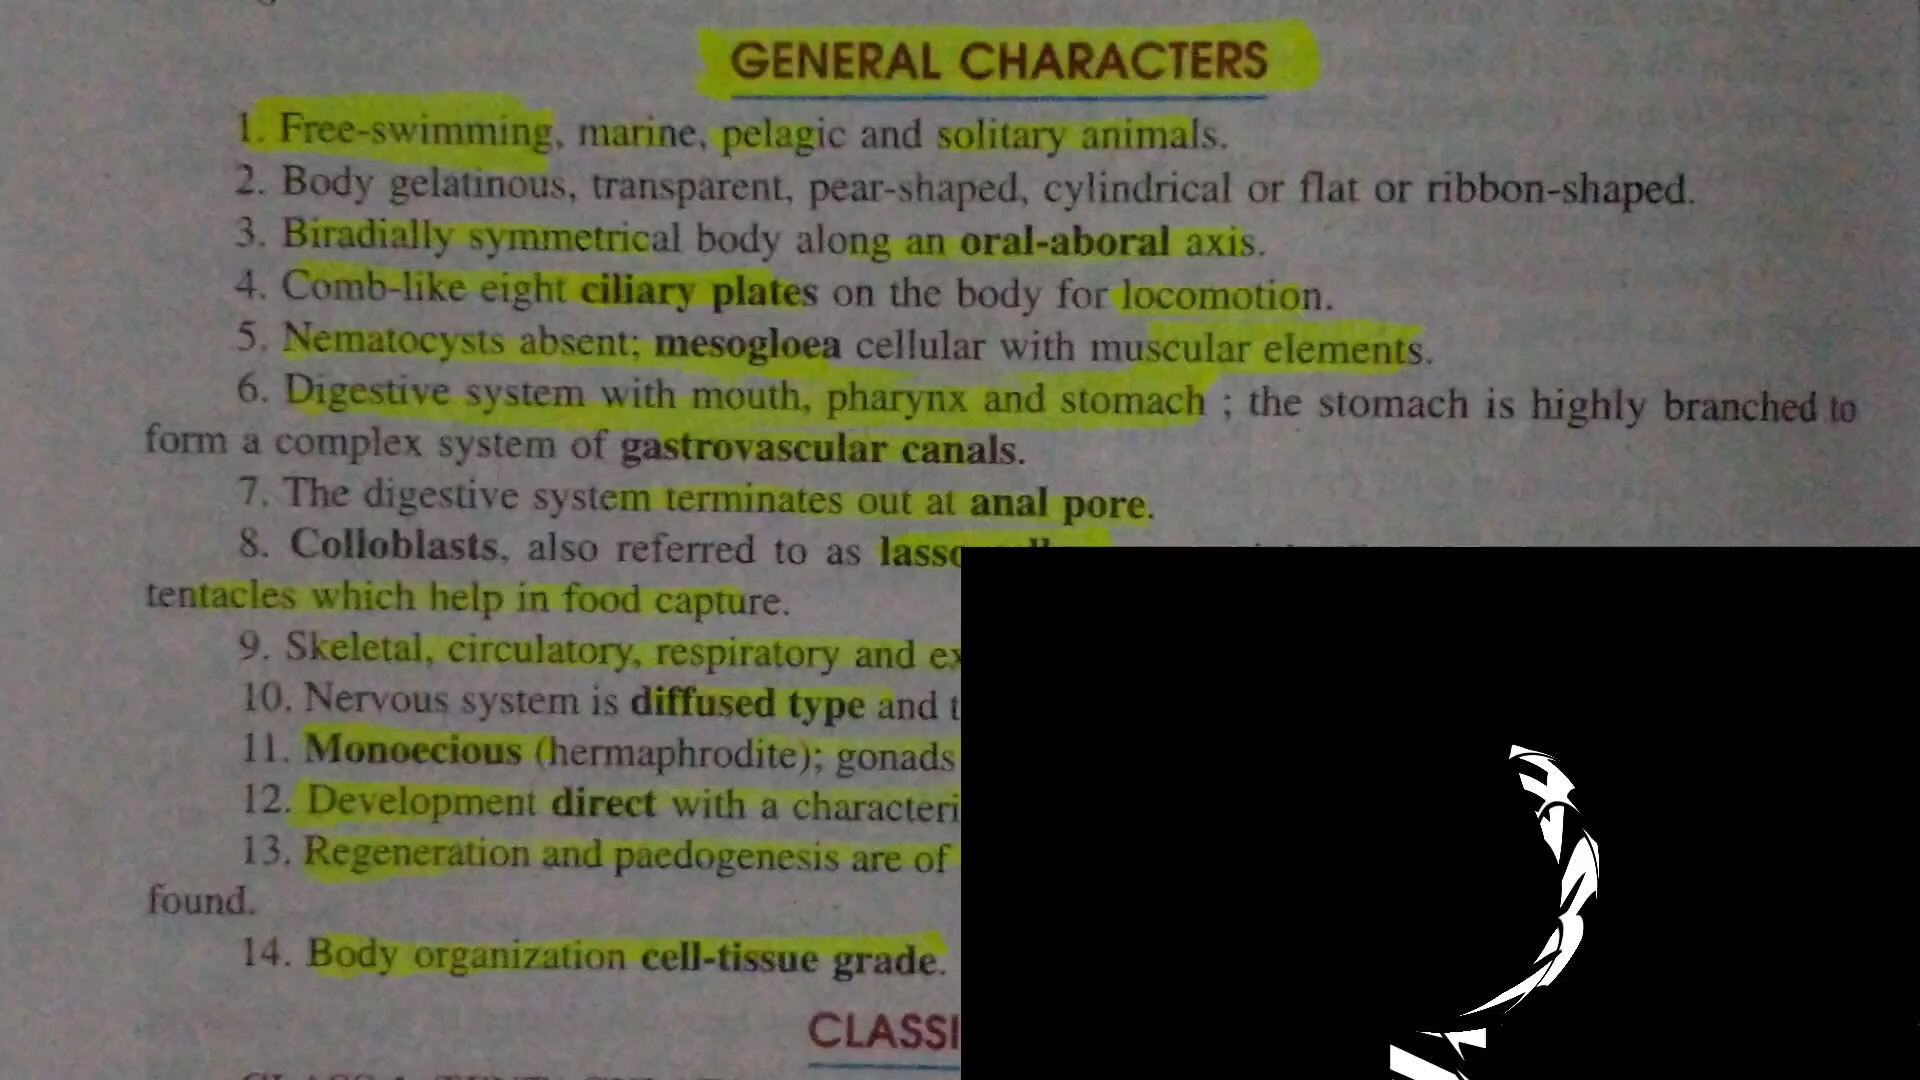 GENERAL CHARACTERS
1. Free-swimming, marine, pelagic and solitary animals.
2. Body gelatinous, transparent, pear-shaped, cylindrical or flat or ribbon-shaped.
3. Biradially symmetrical body along an oral-aboral axis.
4. Comb-like eight ciliary plates on the body for locomotion.
5. Nematocysts absent; mesogloea cellular with muscular elements.
6. Digestive system with mouth, pharynx and stomach ; the stomach is highly branched to
form a complex system of gastrovascular canals.
7. The digestive system terminates out at anal pore.
8. Colloblasts, also referred to as
tentacles which help in food capture.
9. Skeletal, circulatory, respiratory and
10. Nervous system is diffused type and
11. Monoecious (hermaphrodite); gonads
12. Development direct with a
13. Regeneration and paedogenesis are of
found.
14. Body organization cell-tissue grade.